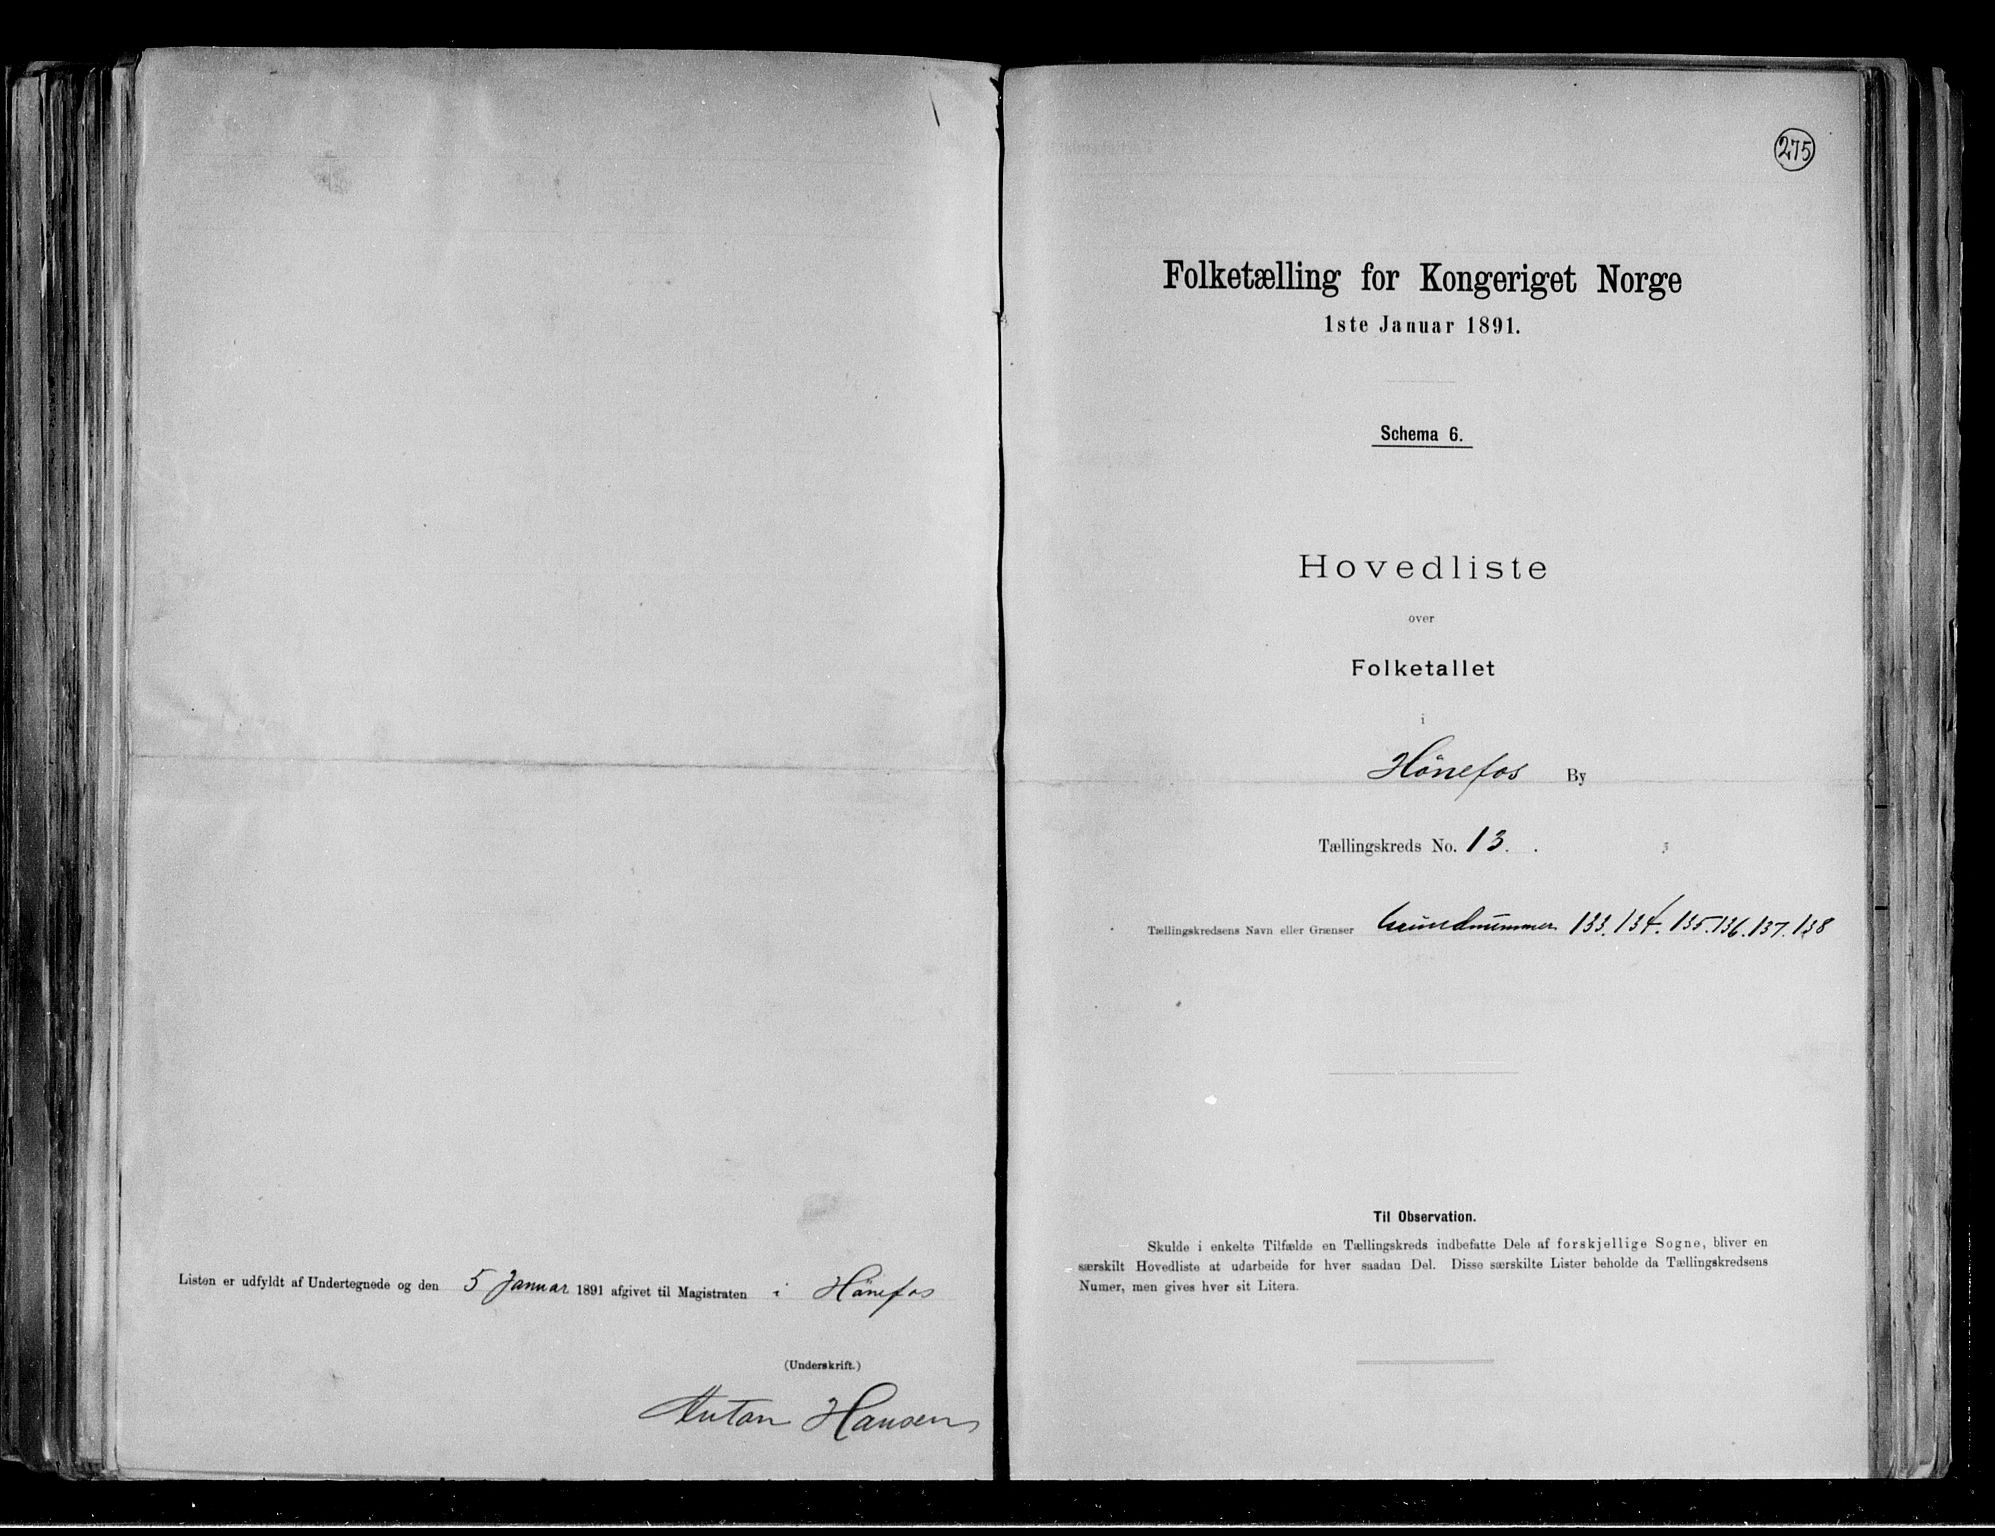 Listen er udfyldt af Undertegnede og den 5 Januar 1891 afgivet til Magistraten i Hönefos
(Underskrift.)
Anton Hansen
275
Folketælling for Kongeriget Norge
1ste Januar 1891.
Schema 6.
Hovedliste
over
Folketallet
i
Hönefos By
Tællingskreds No. 13.
Tællingskredsens Navn eller Grænser Grundnummer 133. 134. 135. 136. 137. 138
Til Observation.
Skulde i enkelte Tilfælde en Tællingskreds indbefatte Dele af forskjellige Sogne, bliver en
særskilt Hovedliste at udarbeide for hver saadan Del. Disse særskilte Lister beholde da Tællingskredsens
Numer, men gives hver sit Litera.